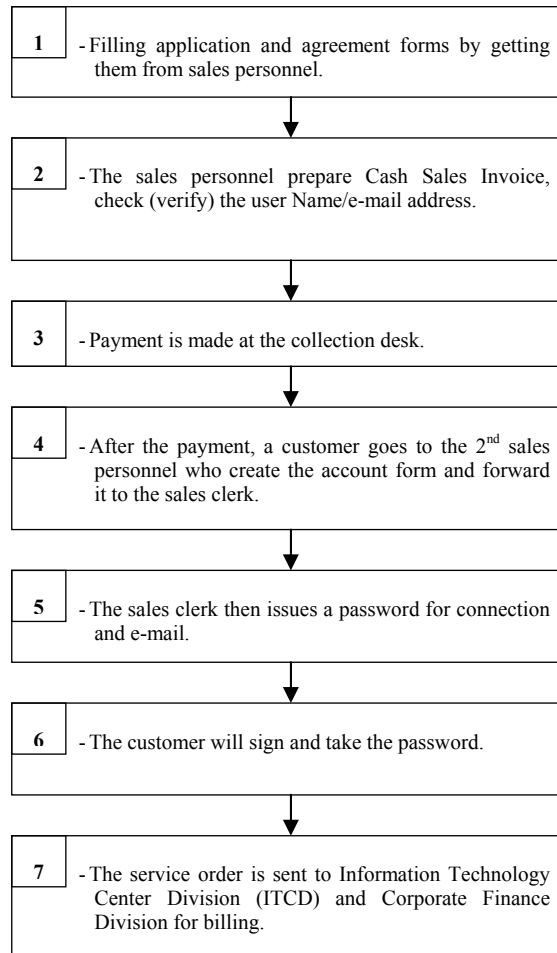 1 - Filling application and agreement forms by getting
them from sales personnel.
2 - The sales personnel prepare Cash Sales Invoice,
check (verify) the user Name/e-mail address.
3 - Payment is made at the collection desk.
4 - After the payment, a customer goes to the 2nd sales
personnel who create the account form and forward
it to the sales clerk.
5 - The sales clerk then issues a password for connection
and e-mail.
6 - The customer will sign and take the password.
7 - The service order is sent to Information Technology
Center Division (ITCD) and Corporate Finance
Division for billing.